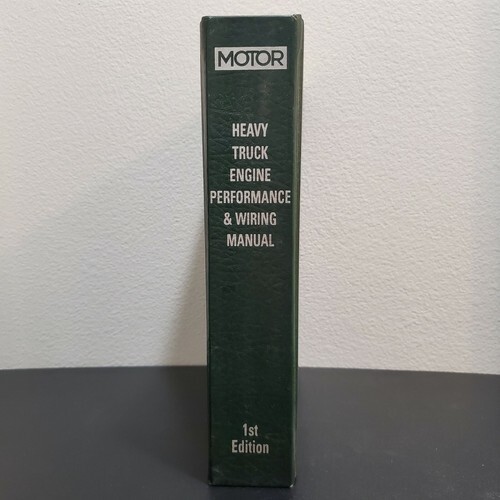 MOTOR
HEAVY
TRUCK
ENGINE
PERFORMANCE
& WIRING
MANUAL
1st
Edition